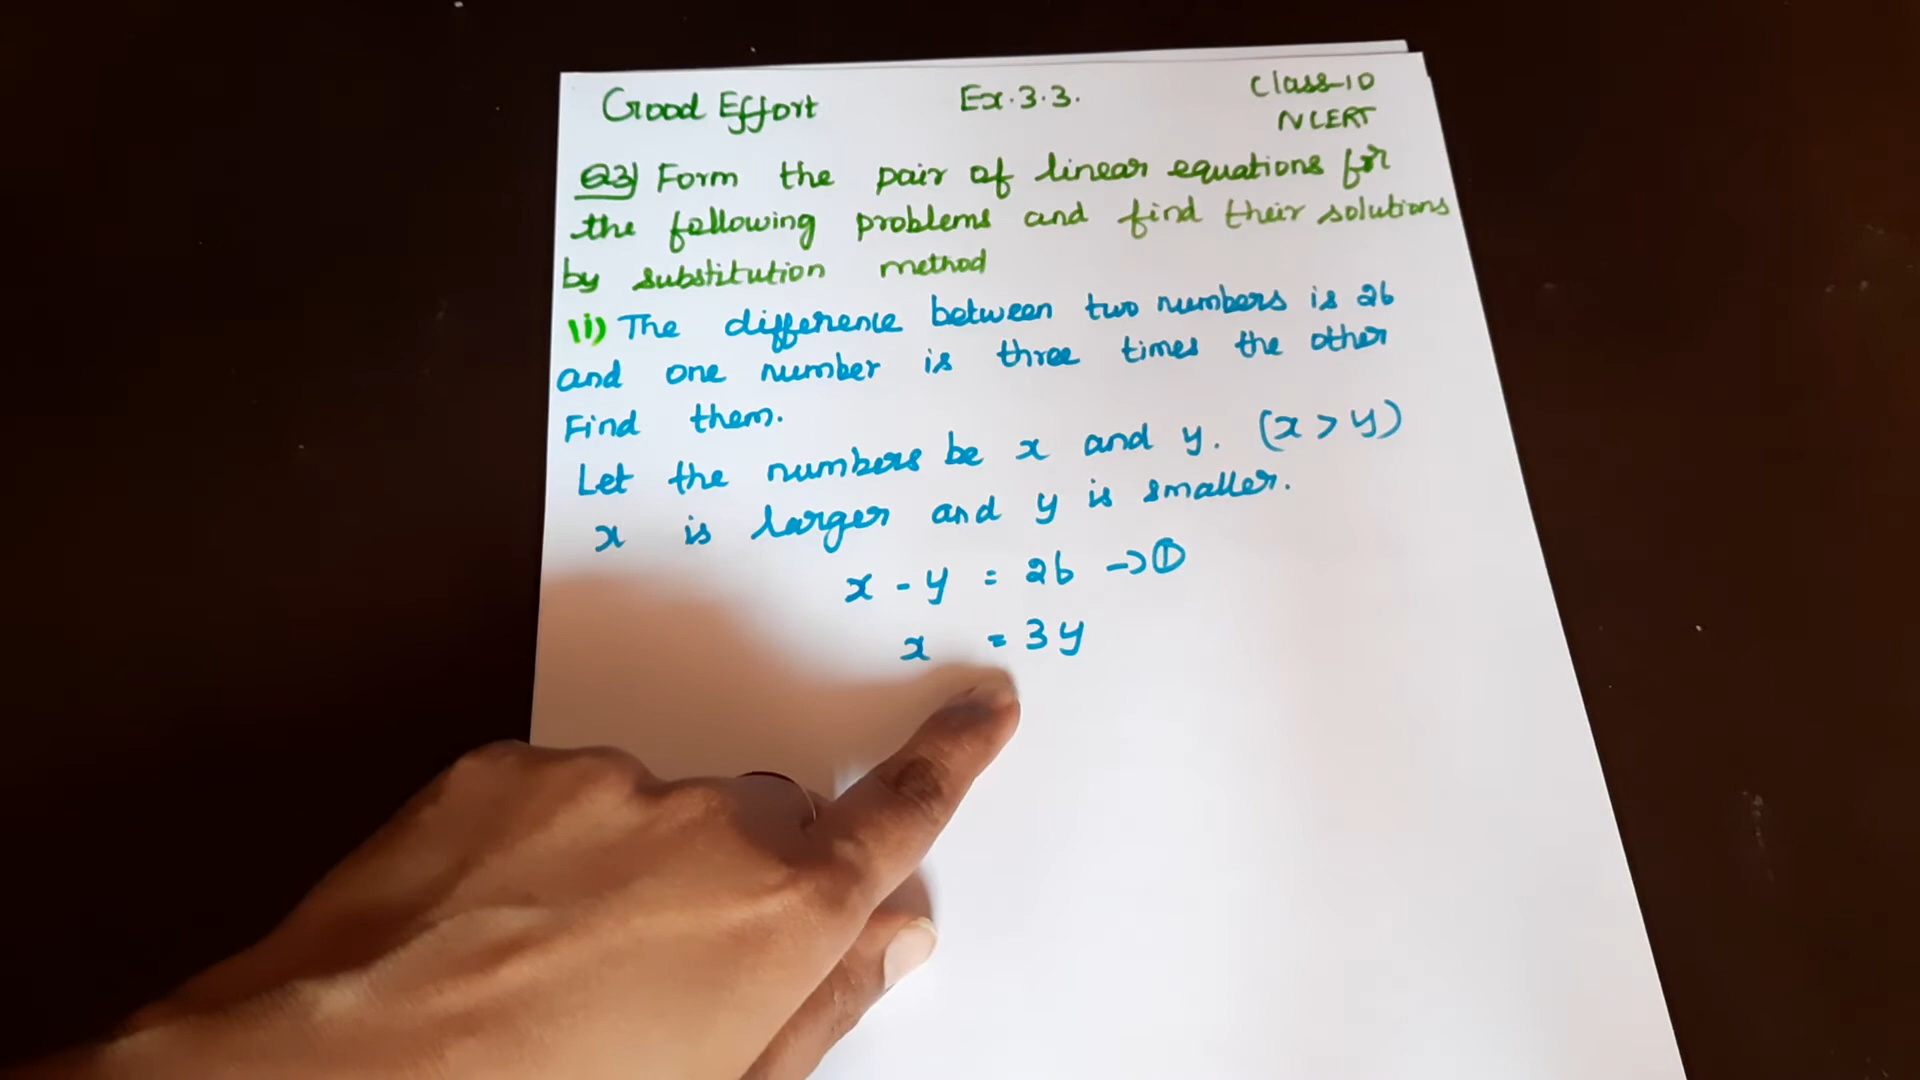 Good Effort Ex.3.3. Class-10
NCERT
Q3) Form the pair of linear equations for
the following problems and find their solutions
by substitution method
(i) The difference between two numbers is 26
and one number is three times the other
Find them.
Let the numbers be x and y. (x > y)
x is larger and y is smaller.
x - y = 26 → ①
x = 3y